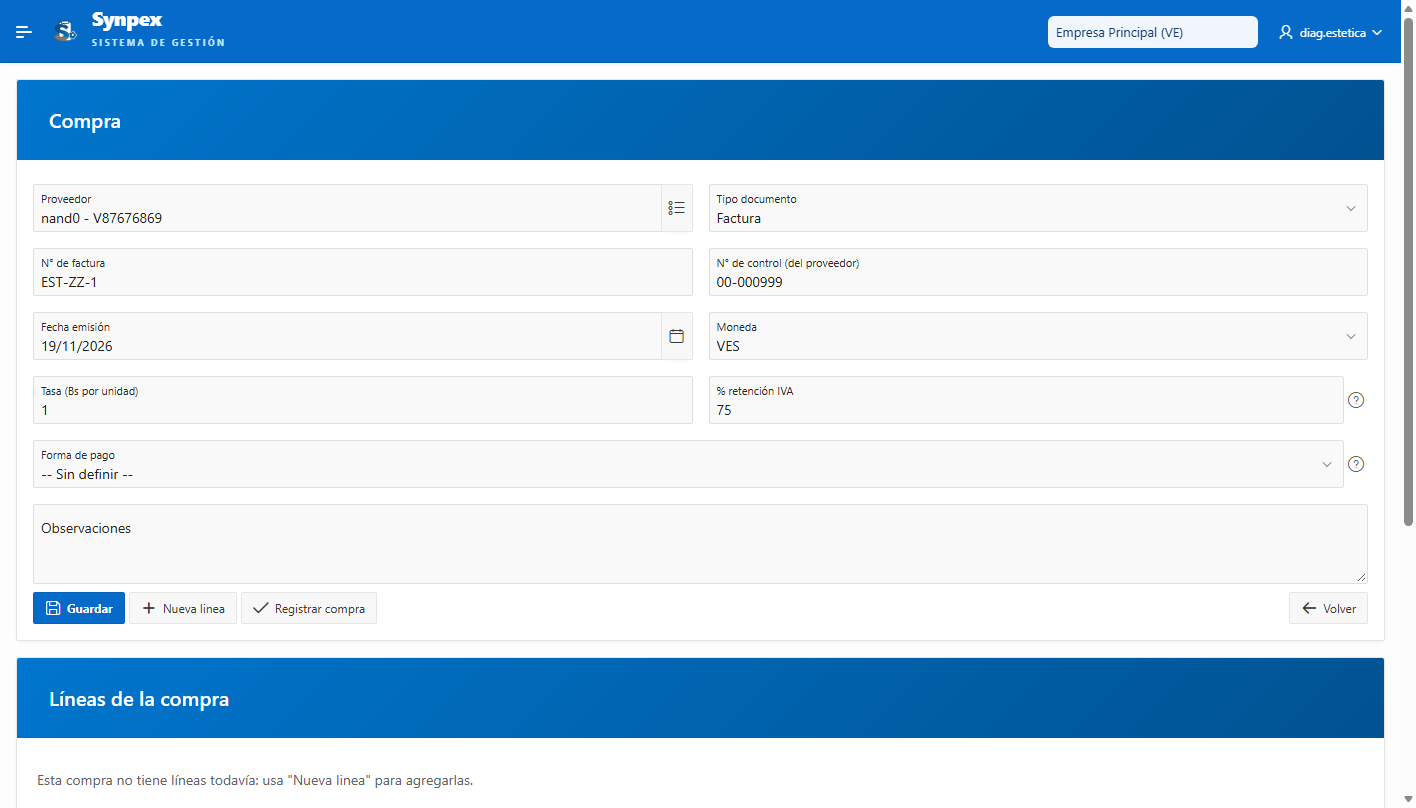 Synpex
SISTEMA DE GESTIÓN
Empresa Principal (VE)
diag.estetica
Compra
Proveedor
nand0 - V87676869
Tipo documento
Factura
N° de factura
EST-ZZ-1
N° de control (del proveedor)
00-000999
Fecha emisión
19/11/2026
Moneda
VES
Tasa (Bs por unidad)
1
% retención IVA
75
?
Forma de pago
-- Sin definir --
?
Observaciones
Guardar
Nueva linea
Registrar compra
Volver
Líneas de la compra
Esta compra no tiene líneas todavía: usa "Nueva linea" para agregarlas.